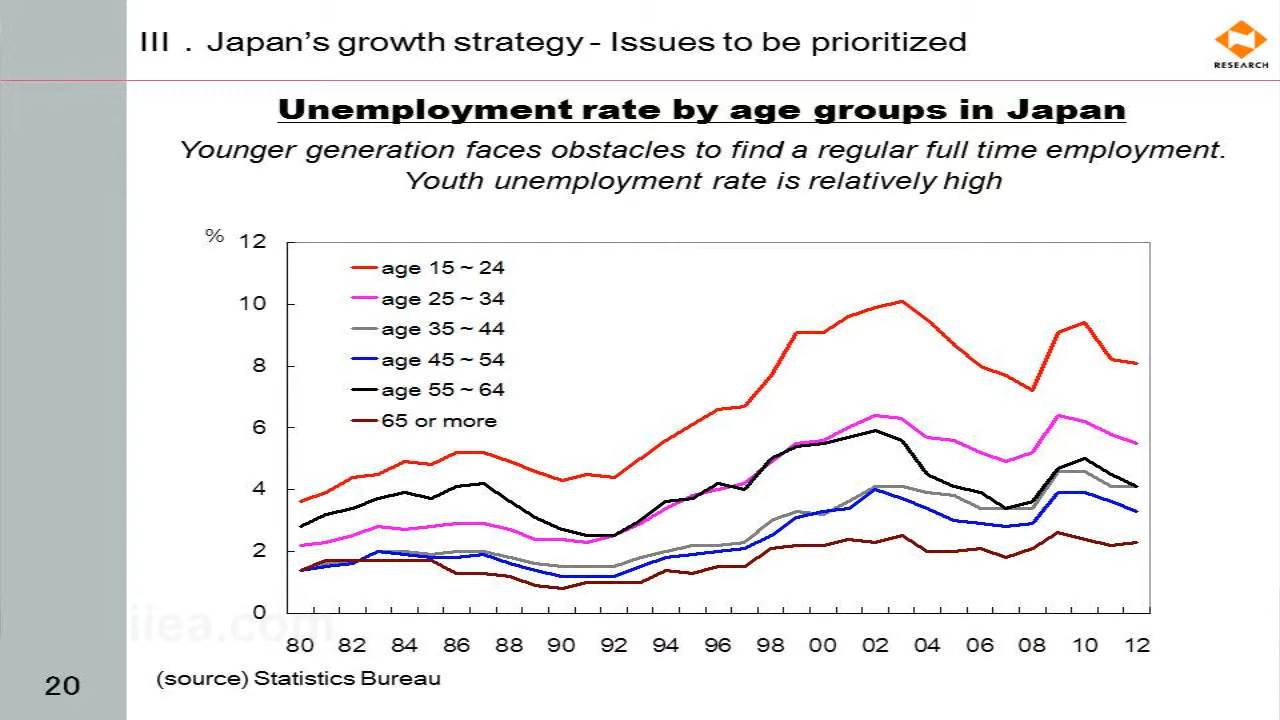 III . Japan's growth strategy - Issues to be prioritized
RESEARCH
Unemployment rate by age groups in Japan
Younger generation faces obstacles to find a regular full time employment.
Youth unemployment rate is relatively high
%
12
10
8
6
4
2
0
age 15 ~ 24
age 25 ~ 34
age 35 ~ 44
age 45 ~ 54
age 55 ~ 64
65 or more
80 82 84 86 88 90 92 94 96 98 00 02 04 06 08 10 12
iiea.com
(source) Statistics Bureau
20